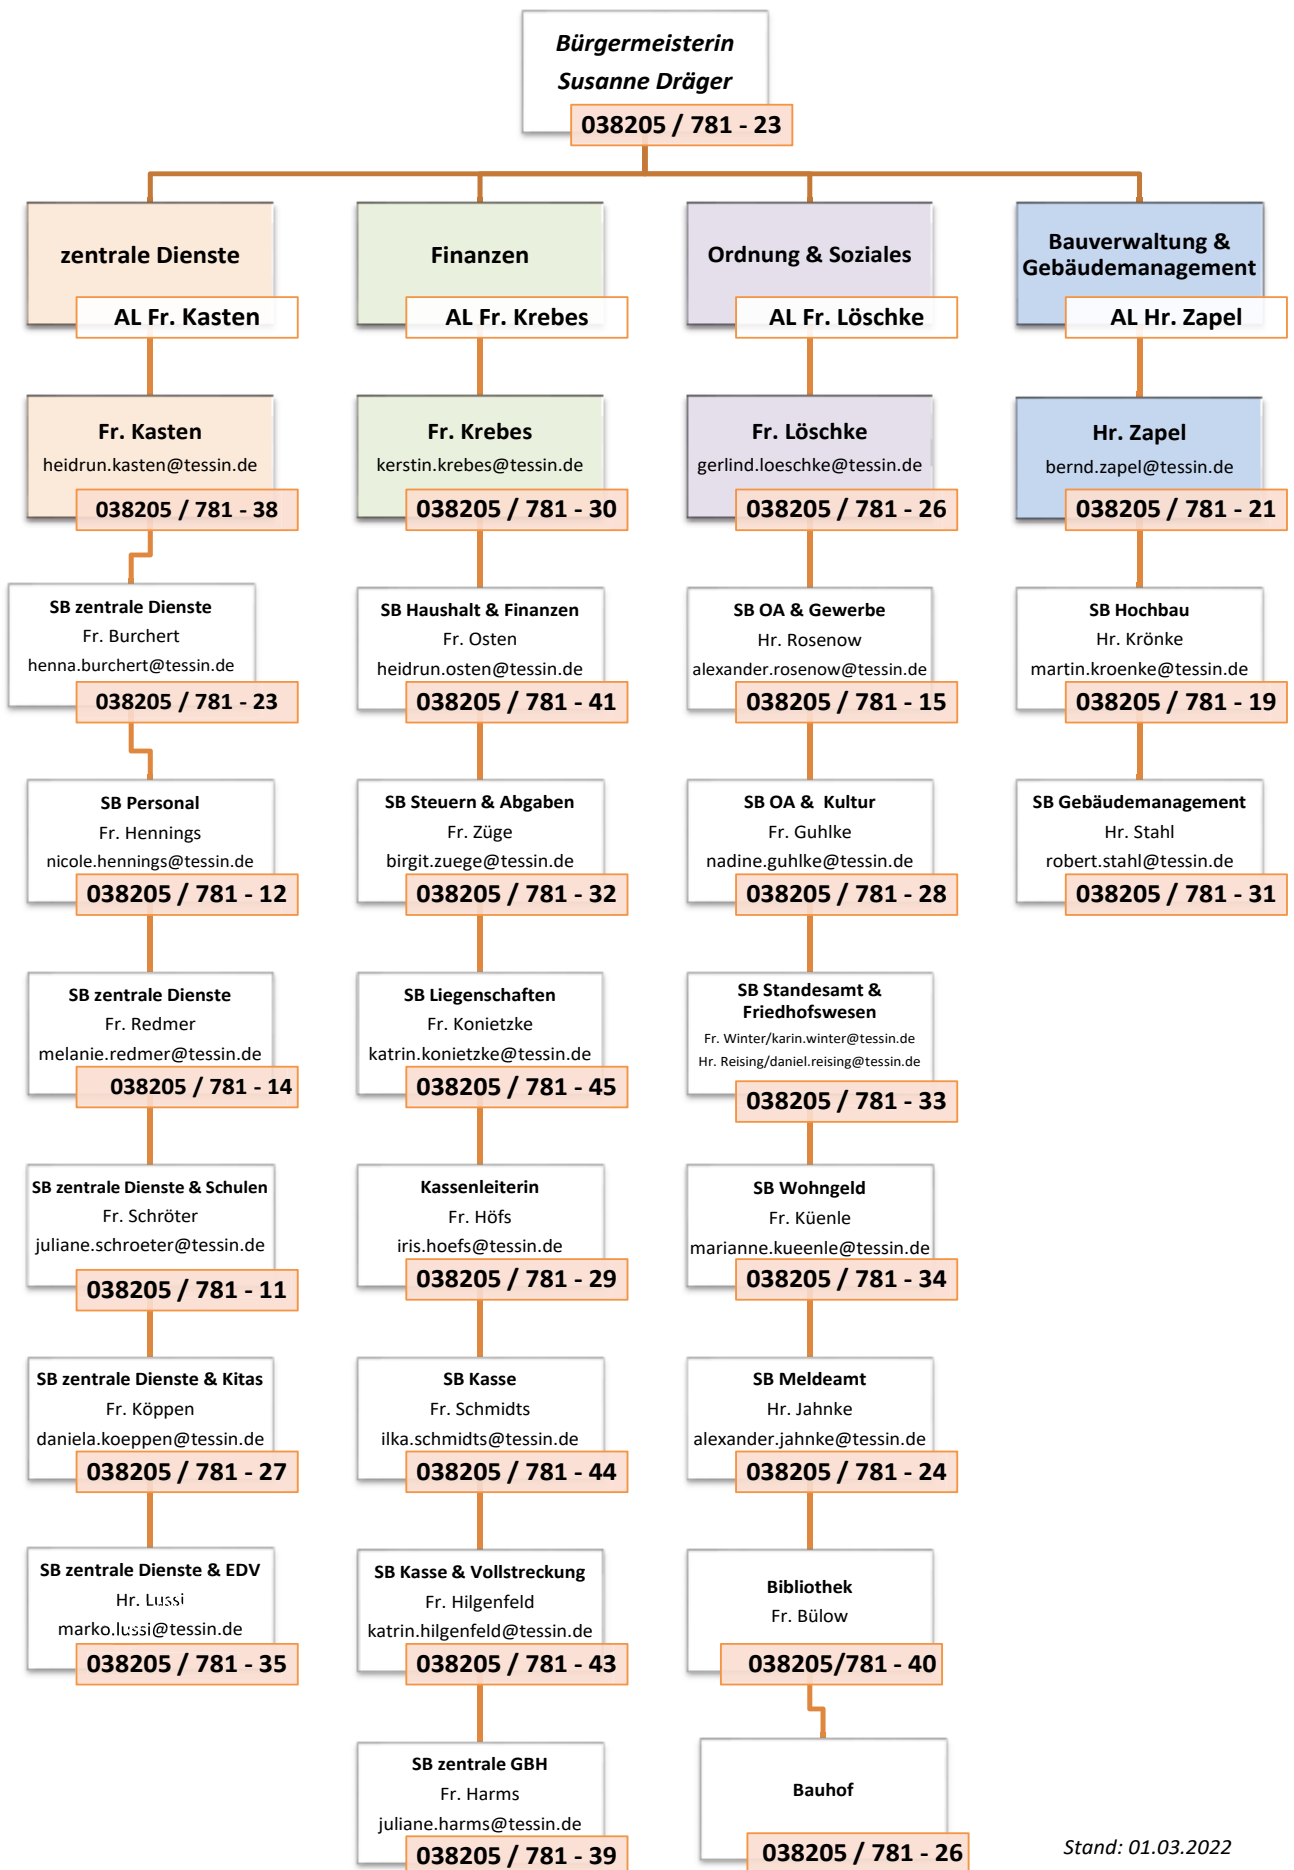 Bürgermeisterin
Susanne Dräger
038205 / 781 - 23
zentrale Dienste
AL Fr. Kasten
Fr. Kasten
heidrun.kasten@tessin.de
038205 / 781 - 38
SB zentrale Dienste
Fr. Burchert
henna.burchert@tessin.de
038205 / 781 - 23
SB Personal
Fr. Hennings
nicole.hennings@tessin.de
038205 / 781 - 12
SB zentrale Dienste
Fr. Redmer
melanie.redmer@tessin.de
038205 / 781 - 14
SB zentrale Dienste & Schulen
Fr. Schröter
juliane.schroeter@tessin.de
038205 / 781 - 11
SB zentrale Dienste & Kitas
Fr. Köppen
daniela.koeppen@tessin.de
038205 / 781 - 27
SB zentrale Dienste & EDV
Hr. Lussi
marko.lussi@tessin.de
038205 / 781 - 35
Finanzen
AL Fr. Krebes
Fr. Krebes
kerstin.krebes@tessin.de
038205 / 781 - 30
SB Haushalt & Finanzen
Fr. Osten
heidrun.osten@tessin.de
038205 / 781 - 41
SB Steuern & Abgaben
Fr. Züge
birgit.zuege@tessin.de
038205 / 781 - 32
SB Liegenschaften
Fr. Konietzke
katrin.konietzke@tessin.de
038205 / 781 - 45
Kassenleiterin
Fr. Höfs
iris.hoefs@tessin.de
038205 / 781 - 29
SB Kasse
Fr. Schmidts
ilka.schmidts@tessin.de
038205 / 781 - 44
SB Kasse & Vollstreckung
Fr. Hilgenfeld
katrin.hilgenfeld@tessin.de
038205 / 781 - 43
SB zentrale GBH
Fr. Harms
juliane.harms@tessin.de
038205 / 781 - 39
Ordnung & Soziales
AL Fr. Löschke
Fr. Löschke
gerlind.loeschke@tessin.de
038205 / 781 - 26
SB OA & Gewerbe
Hr. Rosenow
alexander.rosenow@tessin.de
038205 / 781 - 15
SB OA & Kultur
Fr. Guhlke
nadine.guhlke@tessin.de
038205 / 781 - 28
SB Standesamt &
Friedhofswesen
Fr. Winter/karin.winter@tessin.de
Hr. Reising/daniel.reising@tessin.de
038205 / 781 - 33
SB Wohngeld
Fr. Küenle
marianne.kueenle@tessin.de
038205 / 781 - 34
SB Meldeamt
Hr. Jahnke
alexander.jahnke@tessin.de
038205 / 781 - 24
Bibliothek
Fr. Bülow
038205/781 - 40
Bauhof
038205 / 781 - 26
Bauverwaltung &
Gebäudemanagement
AL Hr. Zapel
Hr. Zapel
bernd.zapel@tessin.de
038205 / 781 - 21
SB Hochbau
Hr. Krönke
martin.kroenke@tessin.de
038205 / 781 - 19
SB Gebäudemanagement
Hr. Stahl
robert.stahl@tessin.de
038205 / 781 - 31
Stand: 01.03.2022